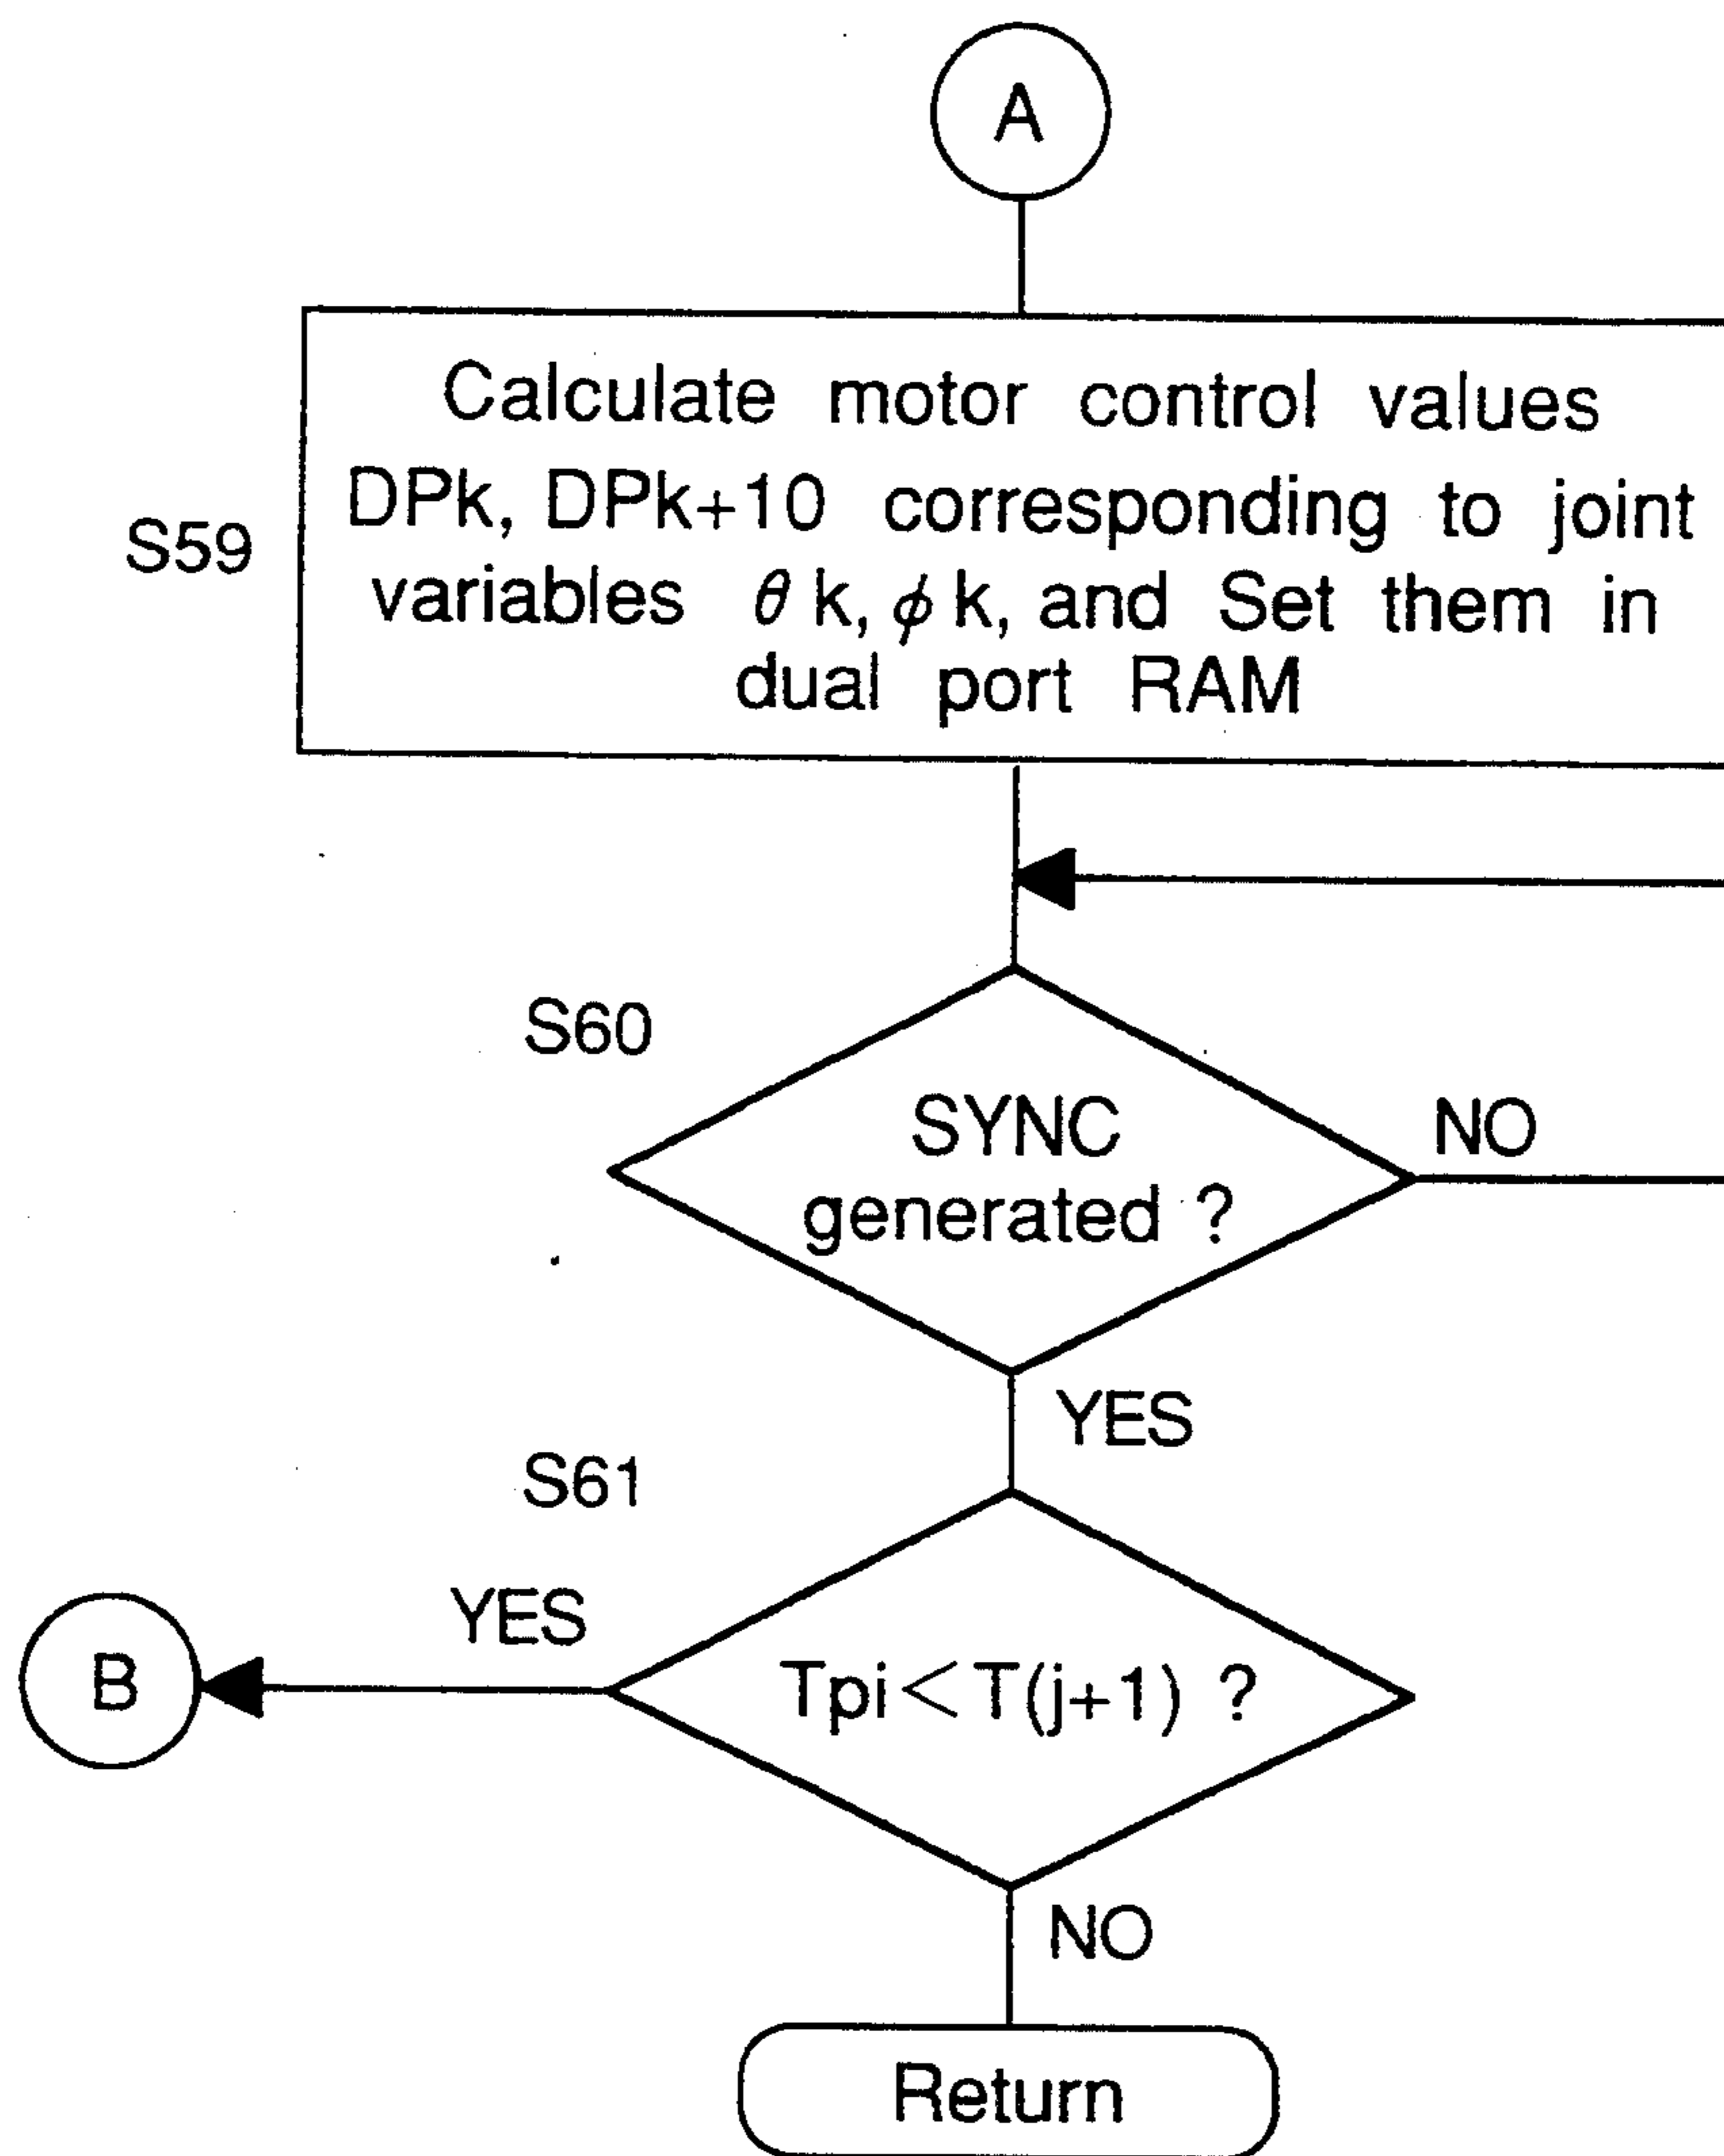 A
Calculate motor control values
DPk, DPk+10 corresponding to joint
S59
variables θk, φk, and Set them in
dual port RAM
S60
SYNC
generated ?
NO
YES
S61
YES
B
Tpi<T(j+1) ?
NO
Return